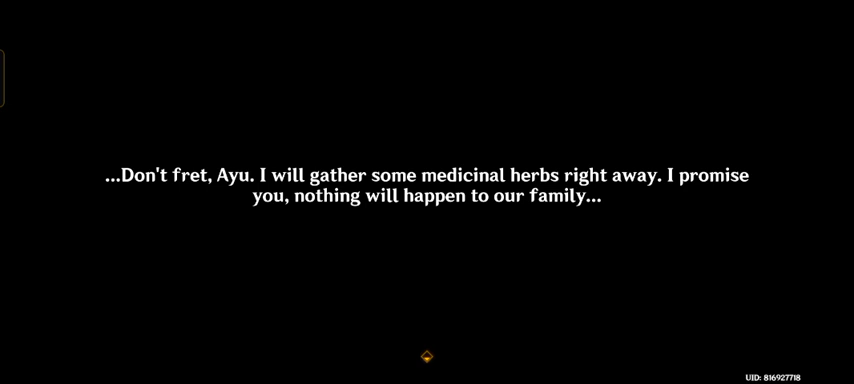 ...Don't fret, Ayu. I will gather some medicinal herbs right away. I promise
you, nothing will happen to our family...
UID: 816927718